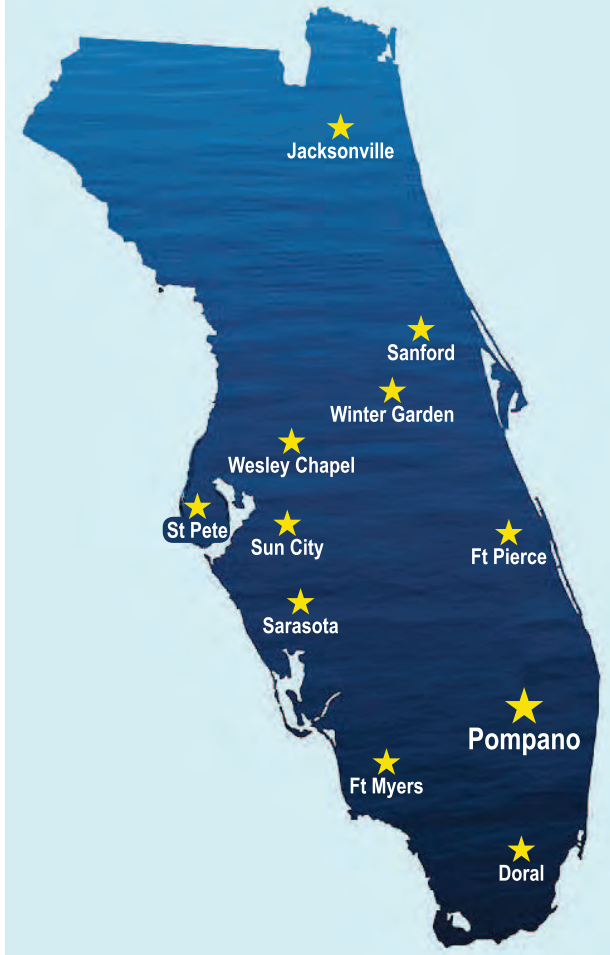 Jacksonville
Sanford
Winter Garden
Wesley Chapel
St Pete
Sun City
Ft Pierce
Sarasota
Pompano
Ft Myers
Doral